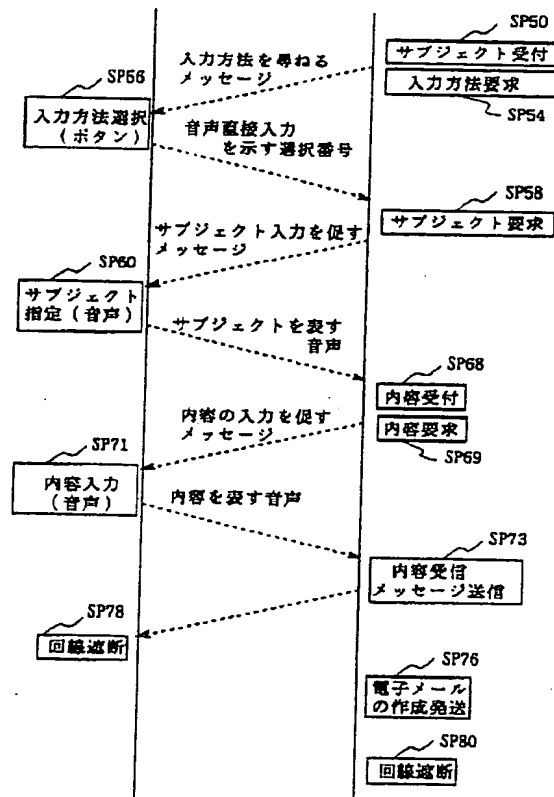 SP50
サブジェクト受付
入力方法を尋ねる
メッセージ
SP56
入力方法要求
SP54
入力方法選択
(ボタン)
音声直接入力
を示す選択番号
SP58
サブジェクト要求
サブジェクト入力を促す
メッセージ
SP60
サブジェクト
指定(音声)
サブジェクトを表す
音声
SP68
内容受付
内容の入力を促す
メッセージ
内容要求
SP69
SP71
内容入力
(音声)
内容を表す音声
SP73
内容受信
メッセージ送信
SP78
回線遮断
SP76
電子メール
の作成発送
SP80
回線遮断